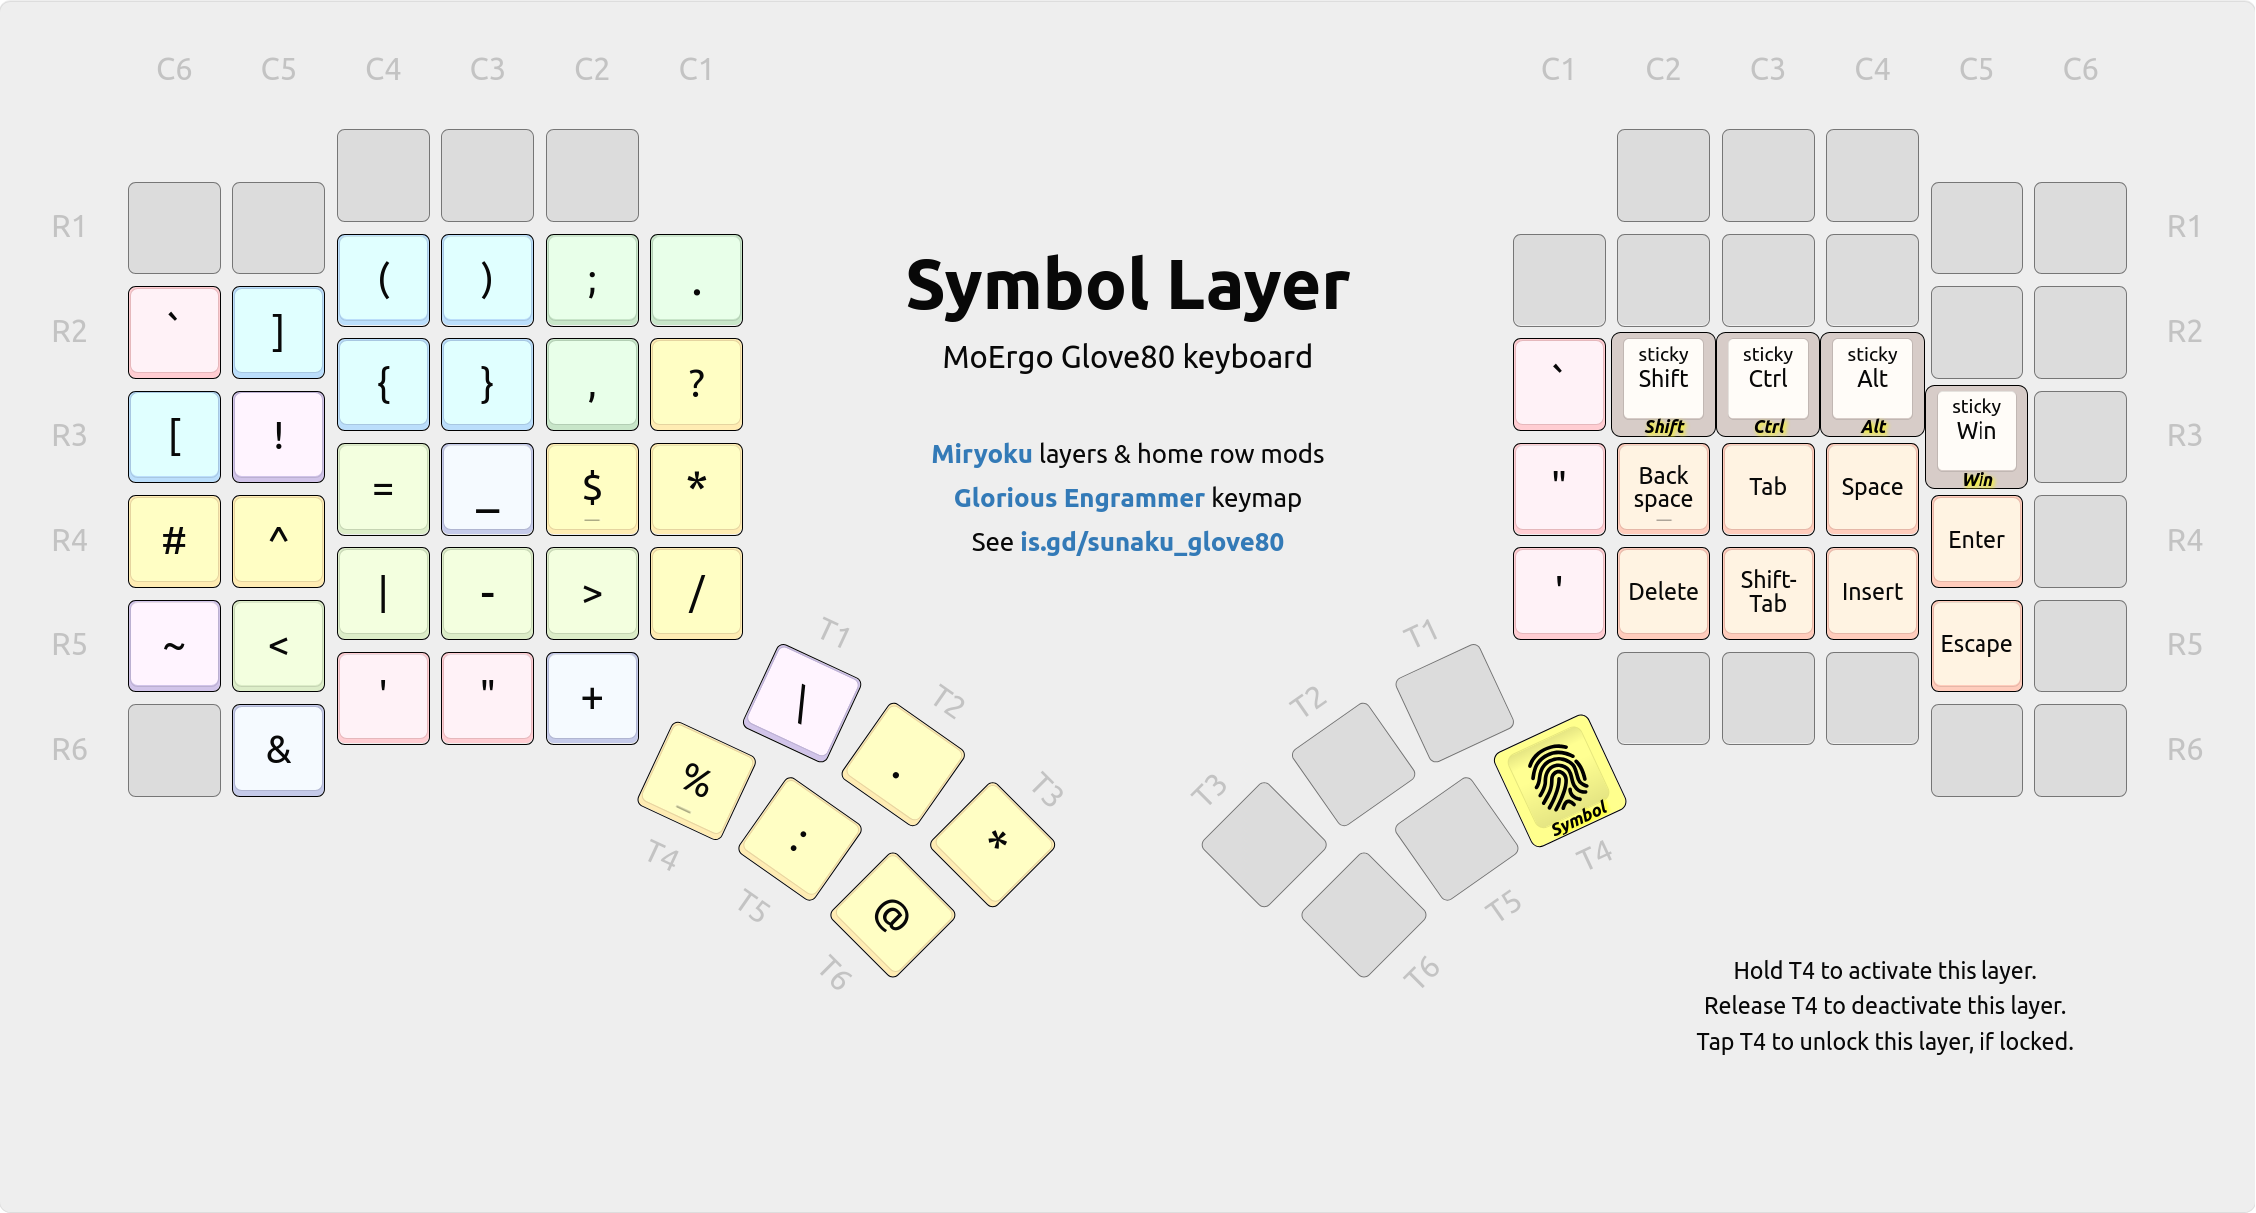 C6 C5 C4 C3 C2 C1
C1 C2 C3 C4 C5 C6
R1
R1
( ) ; .
R2 ` ]
R2
{ } , ?
` sticky Shift Shift sticky Ctrl Ctrl sticky Alt Alt
R3 [ !
sticky Win Win R3
= _ $ _ *
" Back space _ Tab Space
R4 # ^
Enter R4
| - > /
' Delete Shift-Tab Insert
R5 ~ <
Escape R5
' " +
R6 &
R6
Symbol Layer
MoErgo Glove80 keyboard
Miryoku layers & home row mods
Glorious Engrammer keymap
See is.gd/sunaku_glove80
T1
|
T2
.
T3
*
% _
T4
:
T5
@
T6
T1
T2
T3
Symbol
T4
T5
T6
Hold T4 to activate this layer.
Release T4 to deactivate this layer.
Tap T4 to unlock this layer, if locked.